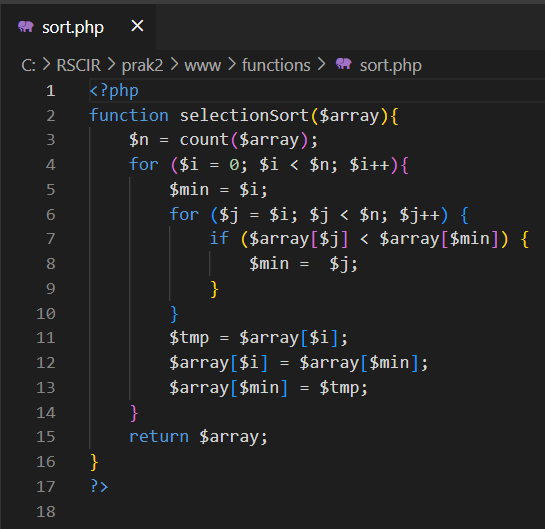 sort.php ×
C: > RSCIR > prak2 > www > functions > sort.php
1 <?php
2 function selectionSort($array){
3     $n = count($array);
4     for ($i = 0; $i < $n; $i++){
5         $min = $i;
6         for ($j = $i; $j < $n; $j++) {
7             if ($array[$j] < $array[$min]) {
8                 $min =  $j;
9             }
10         }
11         $tmp = $array[$i];
12         $array[$i] = $array[$min];
13         $array[$min] = $tmp;
14     }
15     return $array;
16 }
17 ?>
18